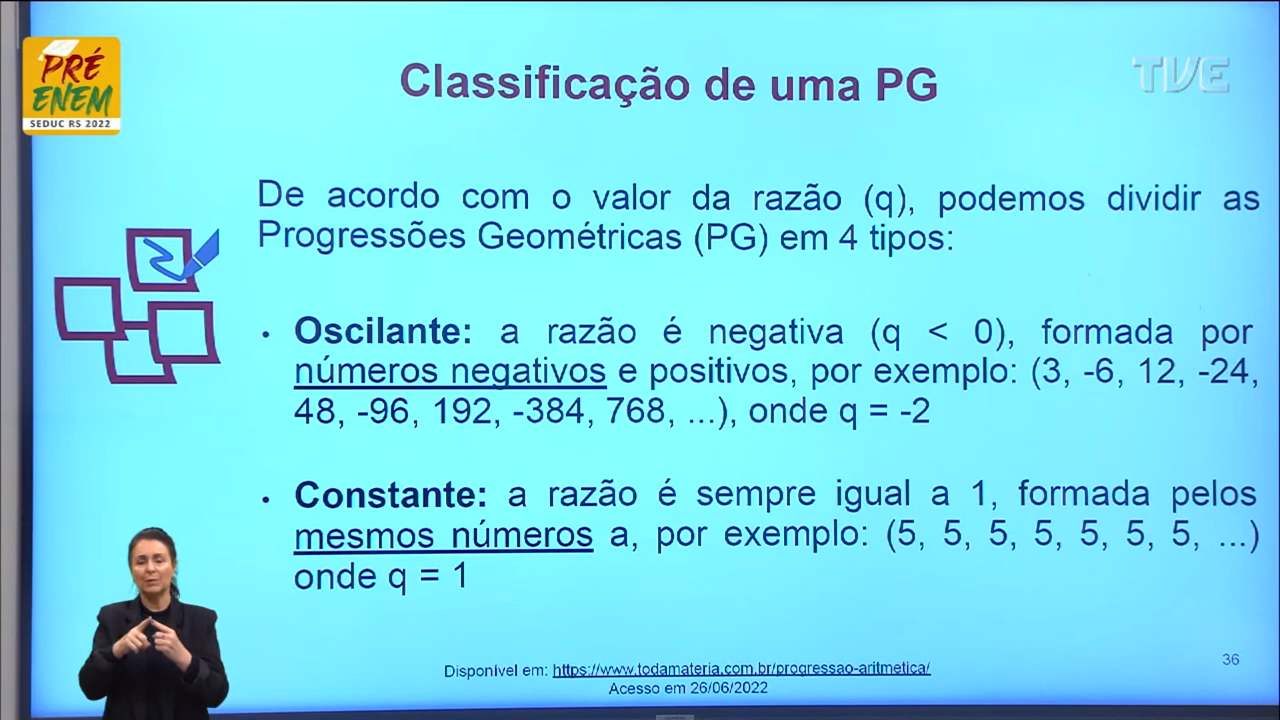 PRÉ
ENEM
SEDUC RS 2022
Classificação de uma PG
TVE
De acordo com o valor da razão (q), podemos dividir as
Progressões Geométricas (PG) em 4 tipos:
• Oscilante: a razão é negativa (q < 0), formada por
números negativos e positivos, por exemplo: (3, -6, 12, -24,
48, -96, 192, -384, 768, ...), onde q = -2
• Constante: a razão é sempre igual a 1, formada pelos
mesmos números a, por exemplo: (5, 5, 5, 5, 5, 5, 5, ...)
onde q = 1
Disponível em: https://www.todamateria.com.br/progressao-aritmetica/
Acesso em 26/06/2022
36